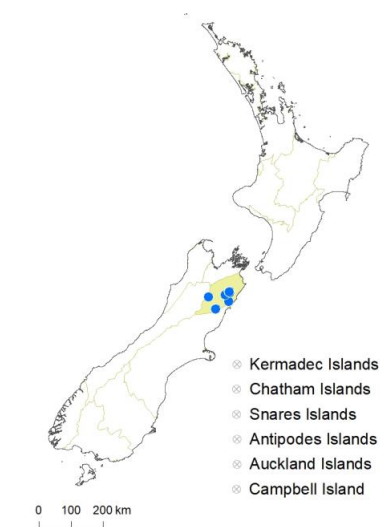 Kermadec Islands
Chatham Islands
Snares Islands
Antipodes Islands
Auckland Islands
Campbell Island
0 100 200 km